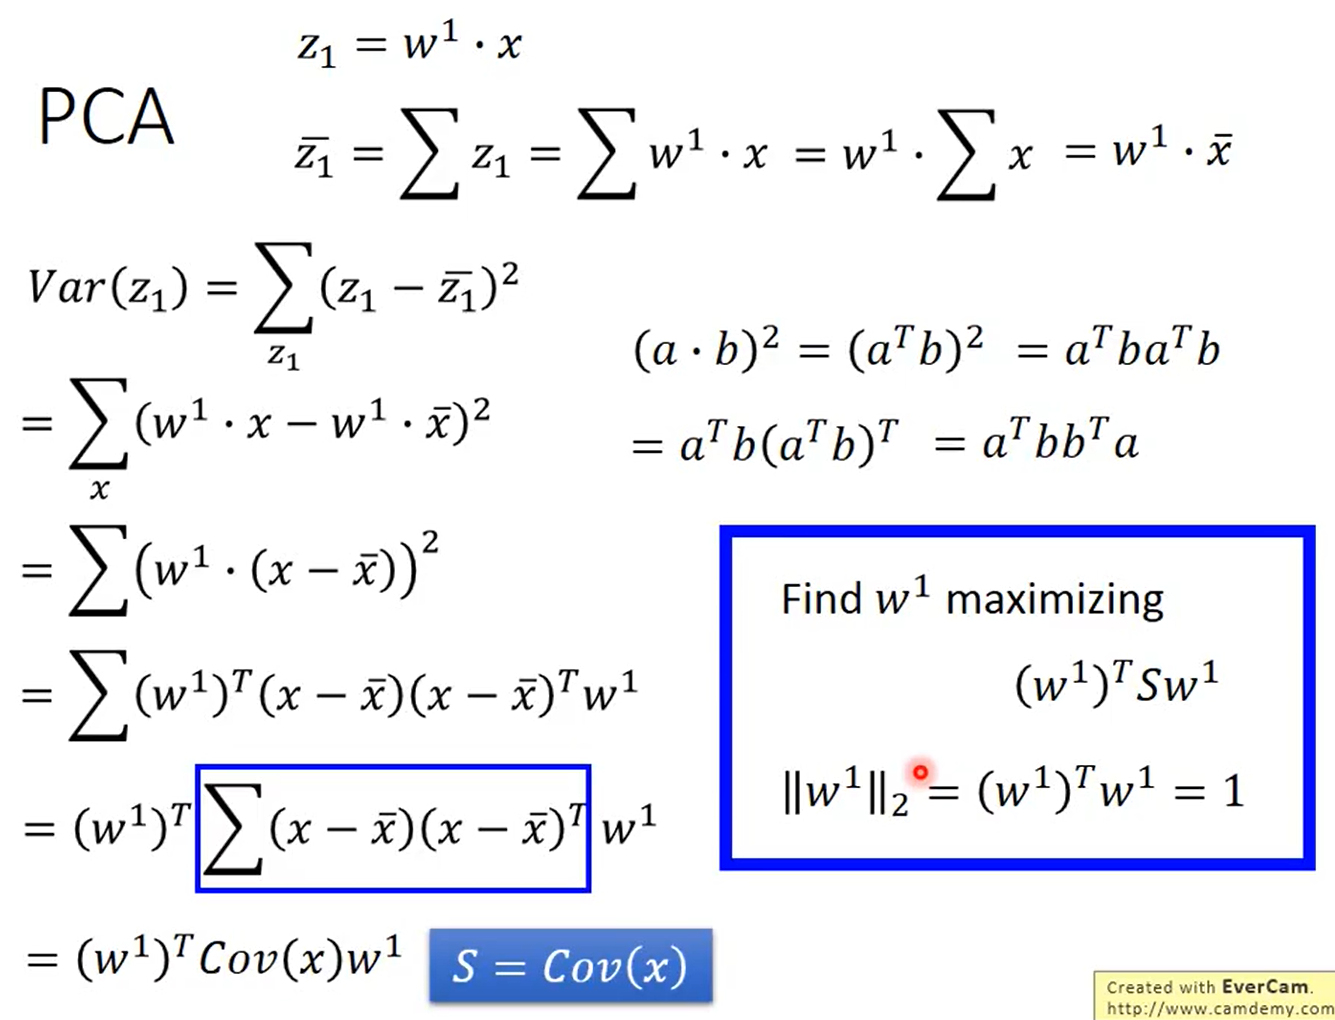 z₁ = w¹ · x
PCA
z̄₁ = ∑ z₁ = ∑ w¹ · x = w¹ · ∑ x = w¹ · x̄
Var(z₁) = ∑_{z₁} (z₁ − z̄₁)²
= ∑_{x} (w¹ · x − w¹ · x̄)²
= ∑ (w¹ · (x − x̄))²
= ∑ (w¹)ᵀ(x − x̄)(x − x̄)ᵀw¹
= (w¹)ᵀ ∑ (x − x̄)(x − x̄)ᵀ w¹
= (w¹)ᵀCov(x)w¹
S = Cov(x)
(a · b)² = (aᵀb)² = aᵀbaᵀb
= aᵀb(aᵀb)ᵀ = aᵀbbᵀa
Find w¹ maximizing
(w¹)ᵀSw¹
‖w¹‖₂ = (w¹)ᵀw¹ = 1
Created with EverCam.
http://www.camdemy.com